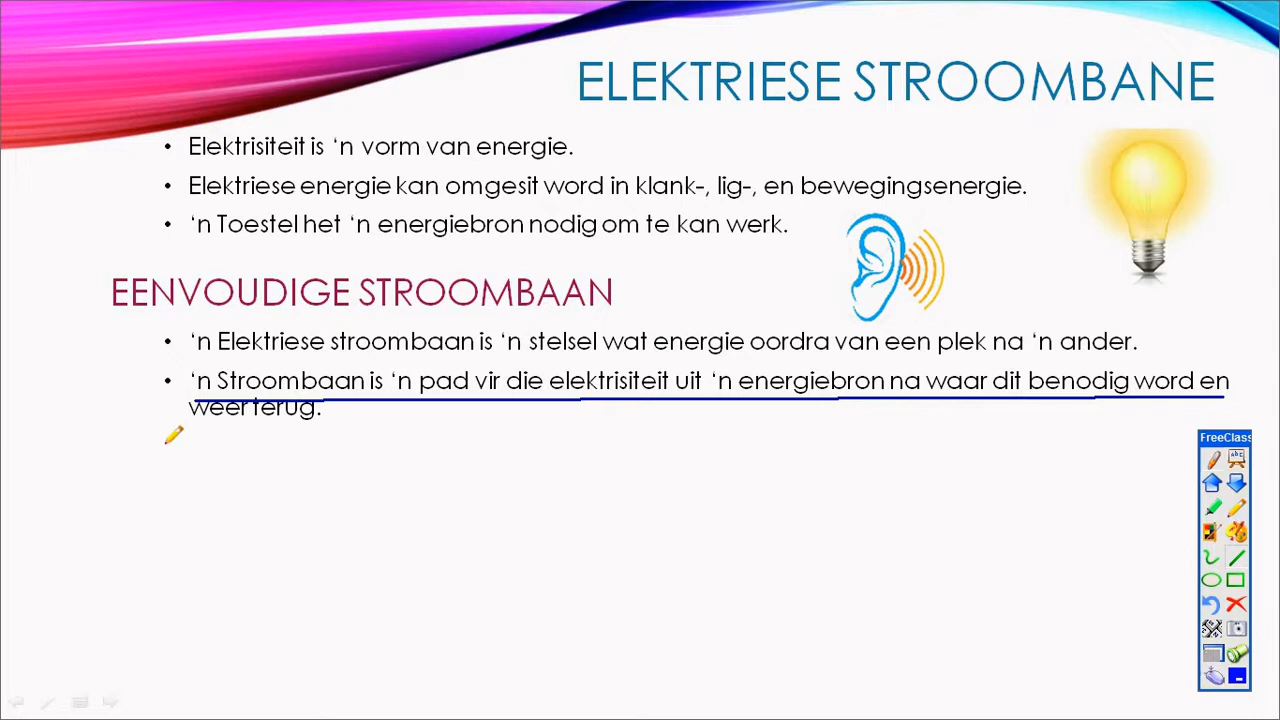 ELEKTRIESE STROOMBANE
• Elektrisiteit is ‘n vorm van energie.
• Elektriese energie kan omgesit word in klank-, lig-, en bewegingsenergie.
• ‘n Toestel het ‘n energiebron nodig om te kan werk.
EENVOUDIGE STROOMBAAN
• ‘n Elektriese stroombaan is ‘n stelsel wat energie oordra van een plek na ‘n ander.
• ‘n Stroombaan is ‘n pad vir die elektrisiteit uit ‘n energiebron na waar dit benodig word en
weer terug.
FreeClass
abc